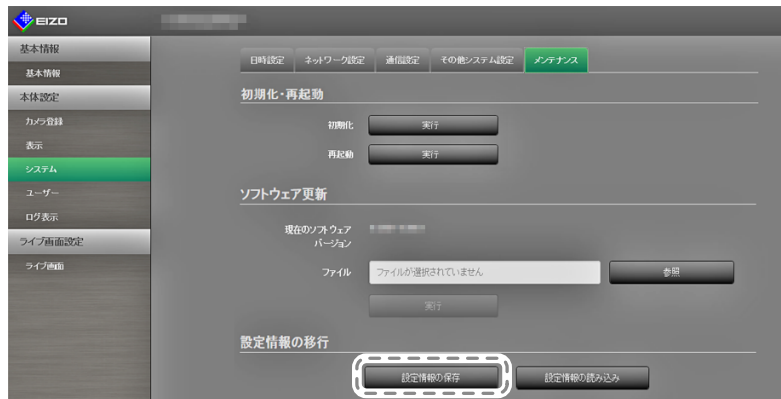 EIZO
基本情報
基本情報
本体設定
カメラ登録
表示
システム
ユーザー
ログ表示
ライブ画面設定
ライブ画面
日時設定 ネットワーク設定 通信設定 その他システム設定 メンテナンス
初期化・再起動
初期化 実行
再起動 実行
ソフトウェア更新
現在のソフトウェア
バージョン
ファイル ファイルが選択されていません 参照
実行
設定情報の移行
設定情報の保存 設定情報の読み込み